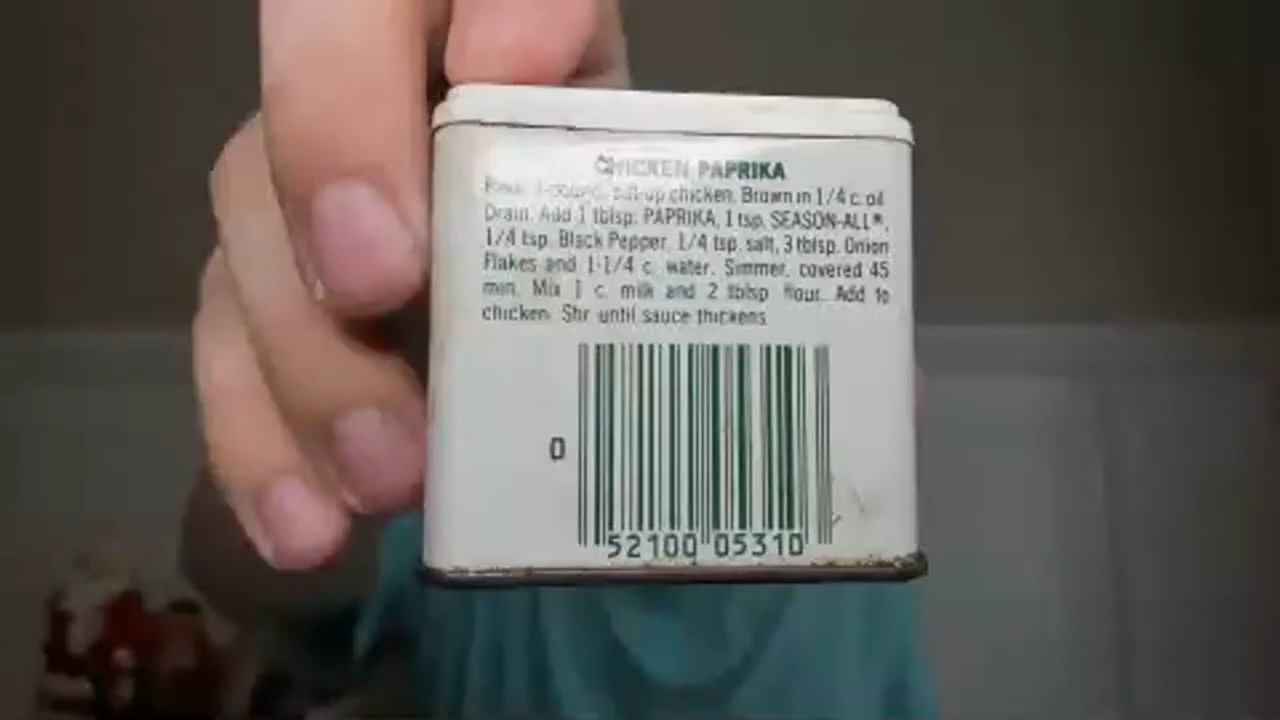 CHICKEN PAPRIKA
cut-up chicken. Brown in 1/4 c. oil.
Drain. Add 1 tblsp. PAPRIKA, 1 tsp. SEASON-ALL®,
1/4 tsp. Black Pepper, 1/4 tsp. salt, 3 tblsp. Onion
Flakes and 1-1/4 c. water. Simmer, covered 45
min. Mix 1 c. milk and 2 tblsp flour. Add to
chicken. Stir until sauce thickens.
0
52100 05310